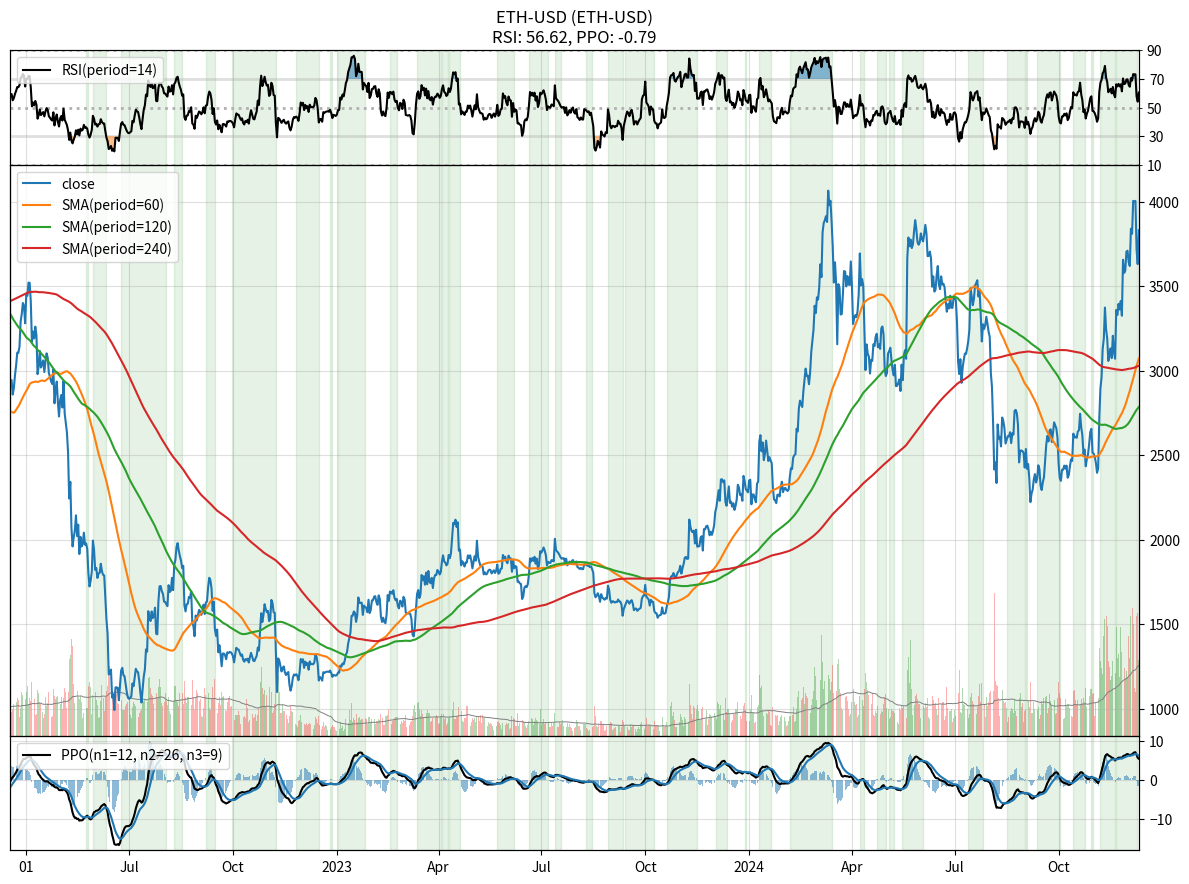 ETH-USD (ETH-USD)
RSI: 56.62, PPO: -0.79
RSI(period=14)
90
70
50
30
10
close
SMA(period=60)
SMA(period=120)
SMA(period=240)
4000
3500
3000
2500
2000
1500
1000
PPO(n1=12, n2=26, n3=9)
10
0
−10
01 Jul Oct 2023 Apr Jul Oct 2024 Apr Jul Oct